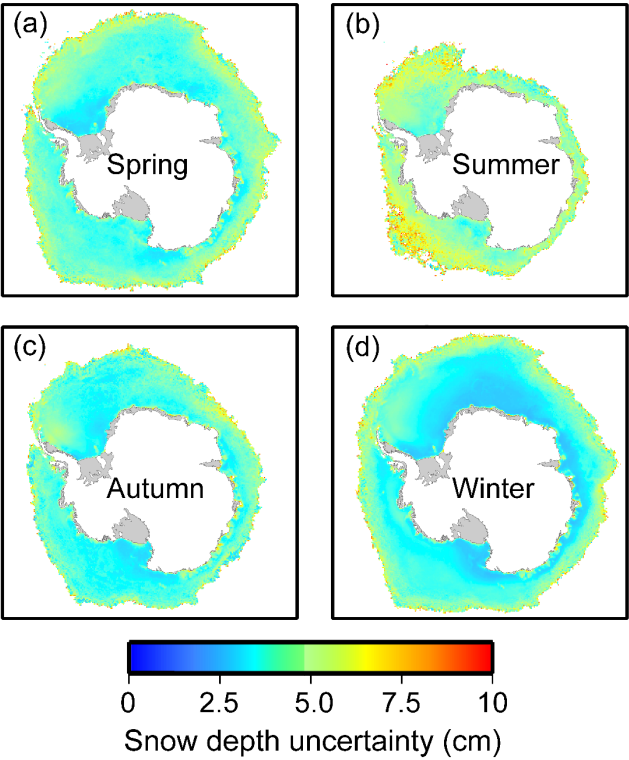 (a)
Spring
(b)
Summer
(c)
Autumn
(d)
Winter
0 2.5 5.0 7.5 10
Snow depth uncertainty (cm)